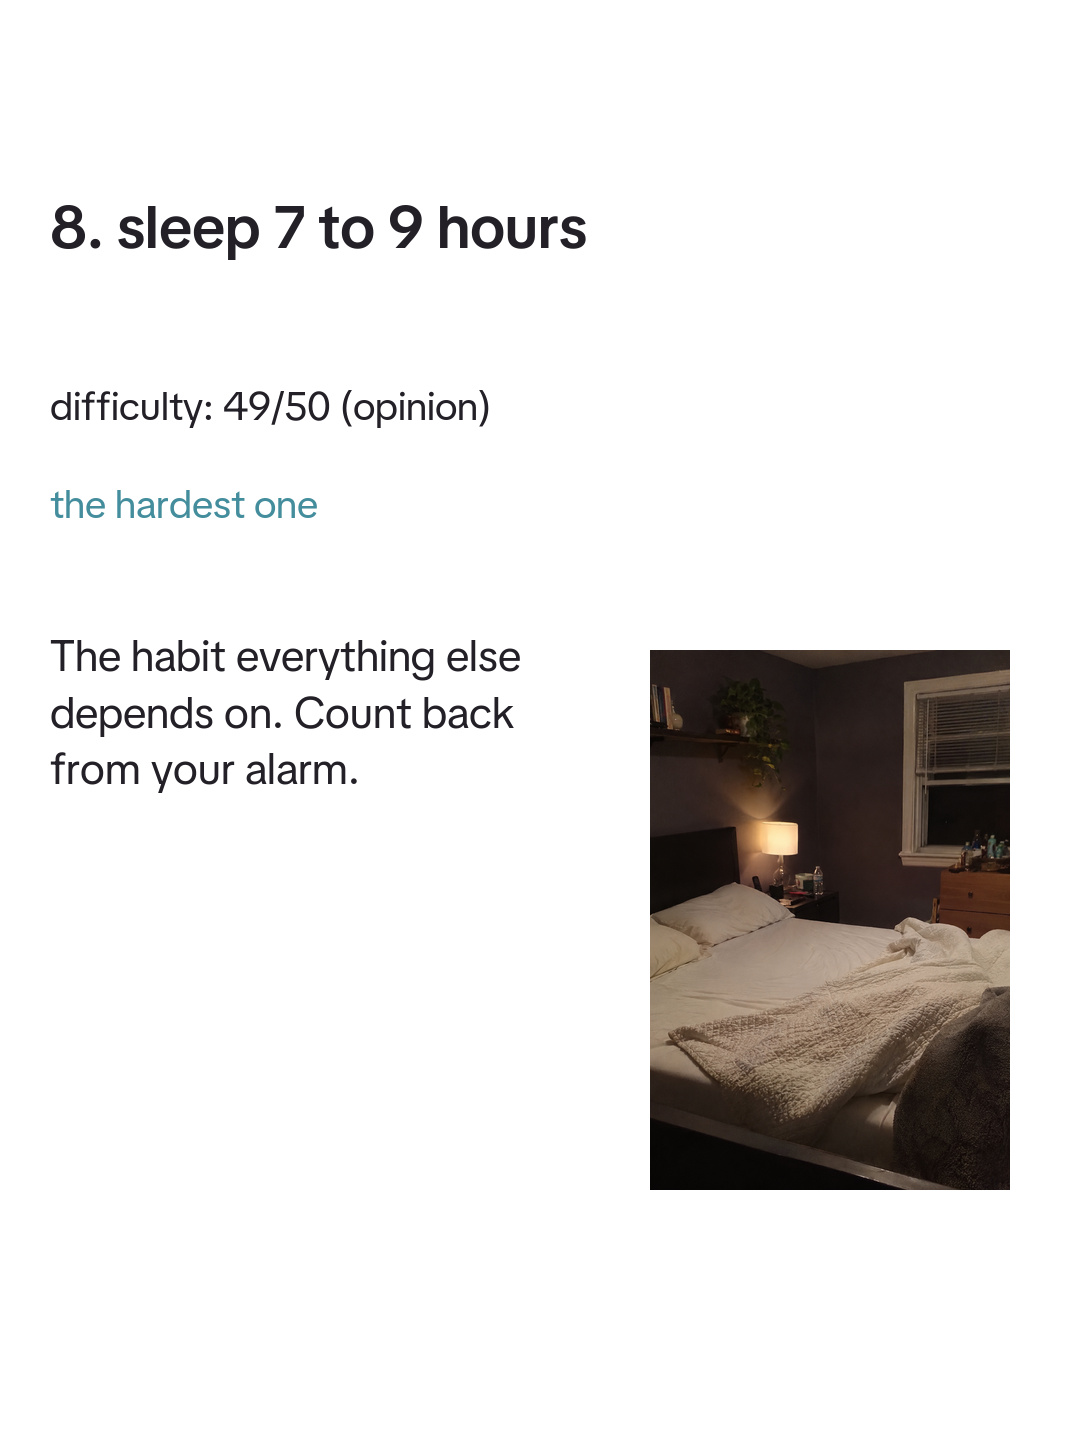 8. sleep 7 to 9 hours
difficulty: 49/50 (opinion)
the hardest one
The habit everything else
depends on. Count back
from your alarm.